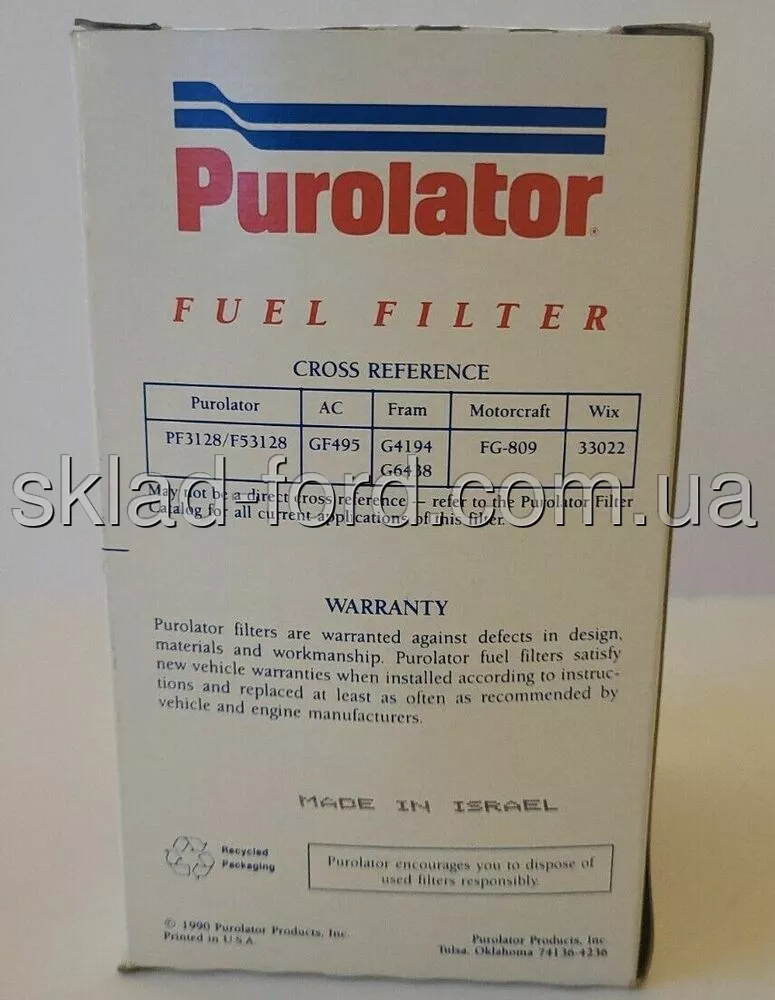 Purolator®
FUEL FILTER
CROSS REFERENCE
Purolator AC Fram Motorcraft Wix
PF3128/F53128 GF495 G4194 FG-809 33022
G6438
sklad-ford.com.ua
May not be a direct cross reference – refer to the Purolator Filter
Catalog for all current applications of this filter.
WARRANTY
Purolator filters are warranted against defects in design,
materials and workmanship. Purolator fuel filters satisfy
new vehicle warranties when installed according to instruc-
tions and replaced at least as often as recommended by
vehicle and engine manufacturers.
MADE IN ISRAEL
Recycled
Packaging
Purolator encourages you to dispose of
used filters responsibly.
© 1990 Purolator Products, Inc.
Printed in U.S.A.
Purolator Products, Inc.
Tulsa, Oklahoma 74136-4236